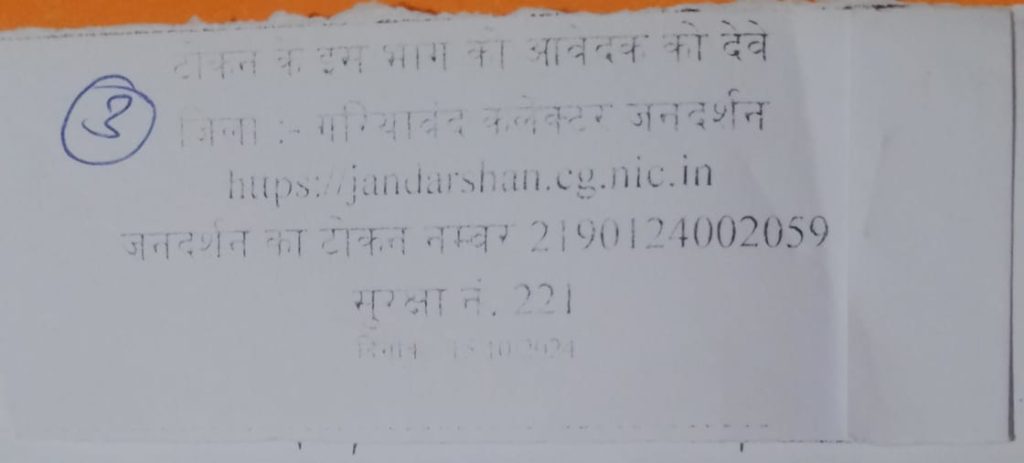 टोकन के इस भाग को आवेदक को देवे
3
जिला :- गरियाबंद कलेक्टर जनदर्शन
https://jandarshan.cg.nic.in
जनदर्शन का टोकन नम्बर 2190124002059
सुरक्षा नं. 221
दिनांक